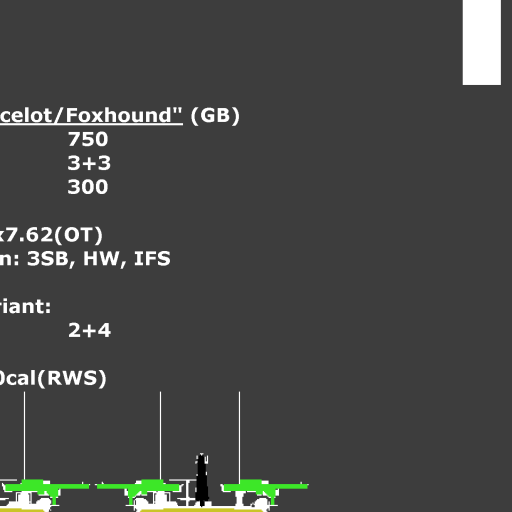 celot/Foxhound" (GB)
750
3+3
300
x7.62(OT)
n: 3SB, HW, IFS
riant:
2+4
0cal(RWS)